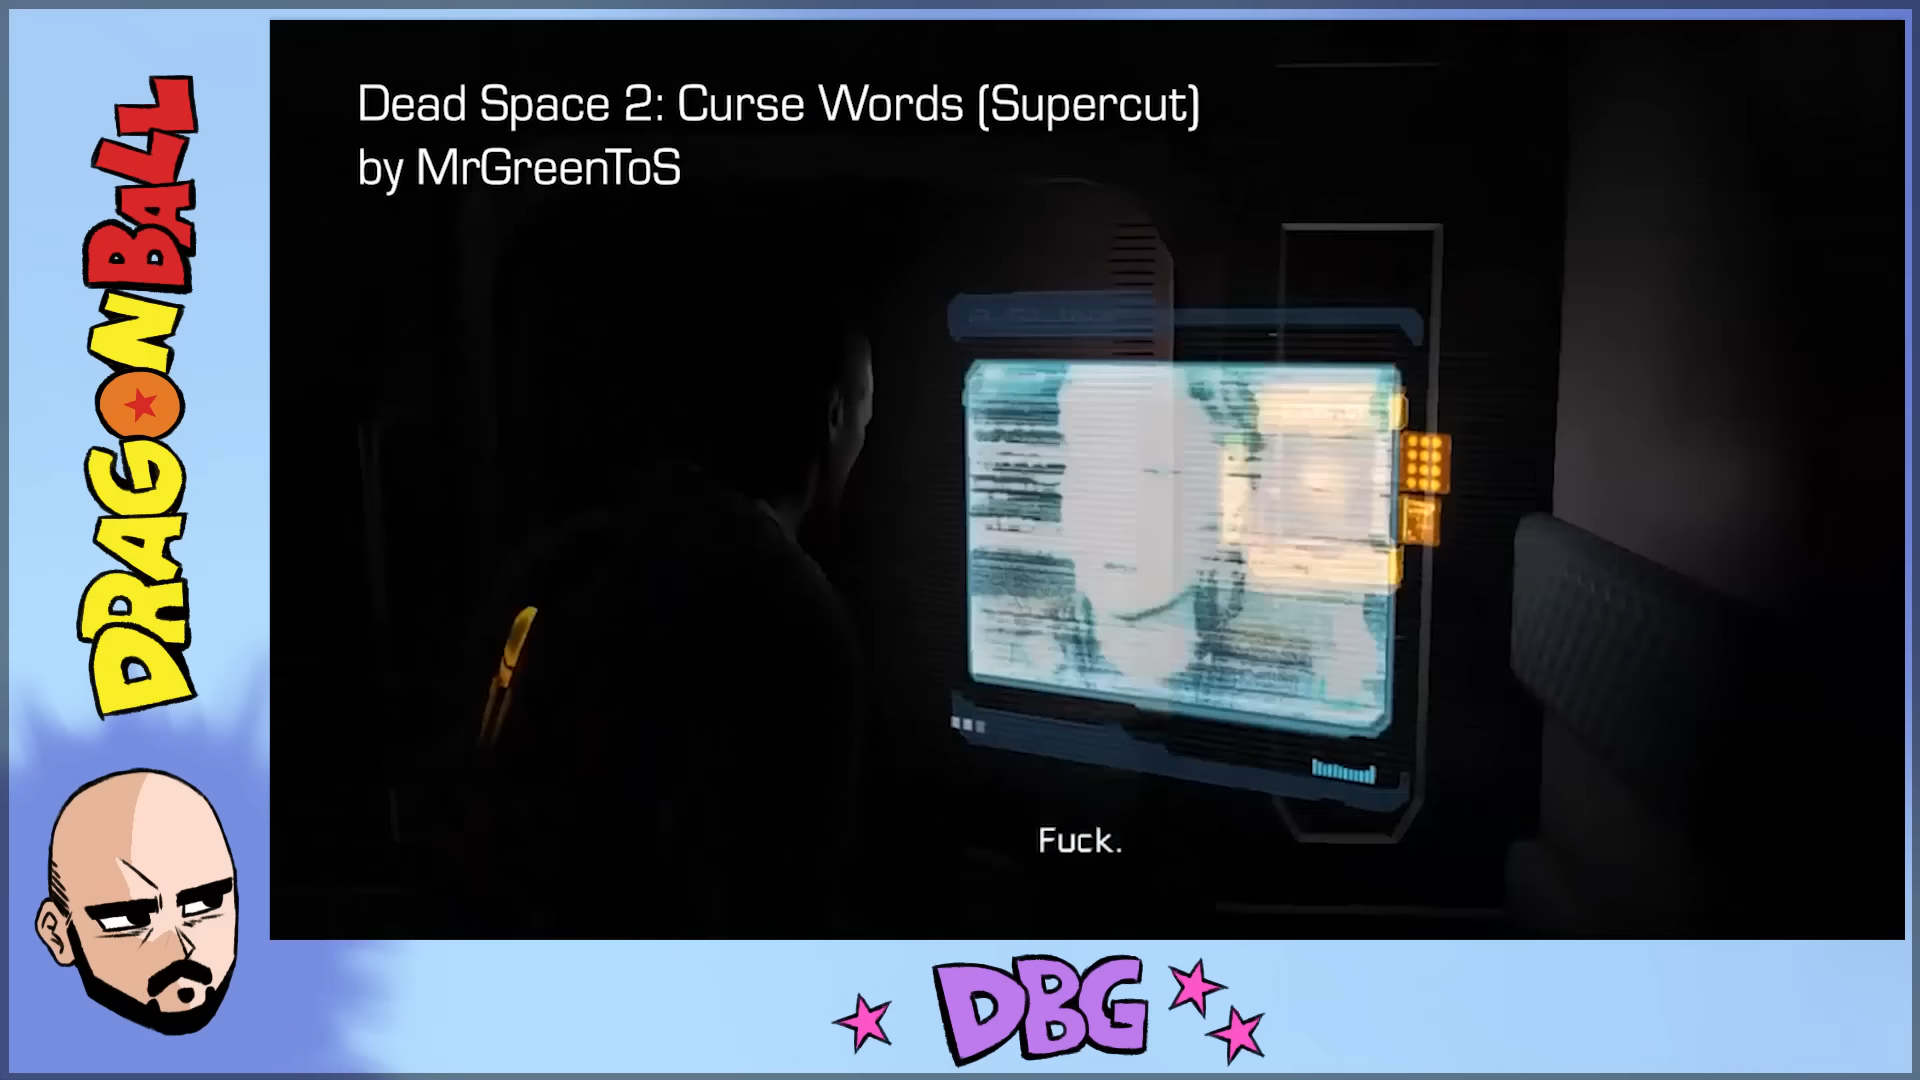 DRAGONBALL
Dead Space 2: Curse Words (Supercut)
by MrGreenToS
Fuck.
DBG